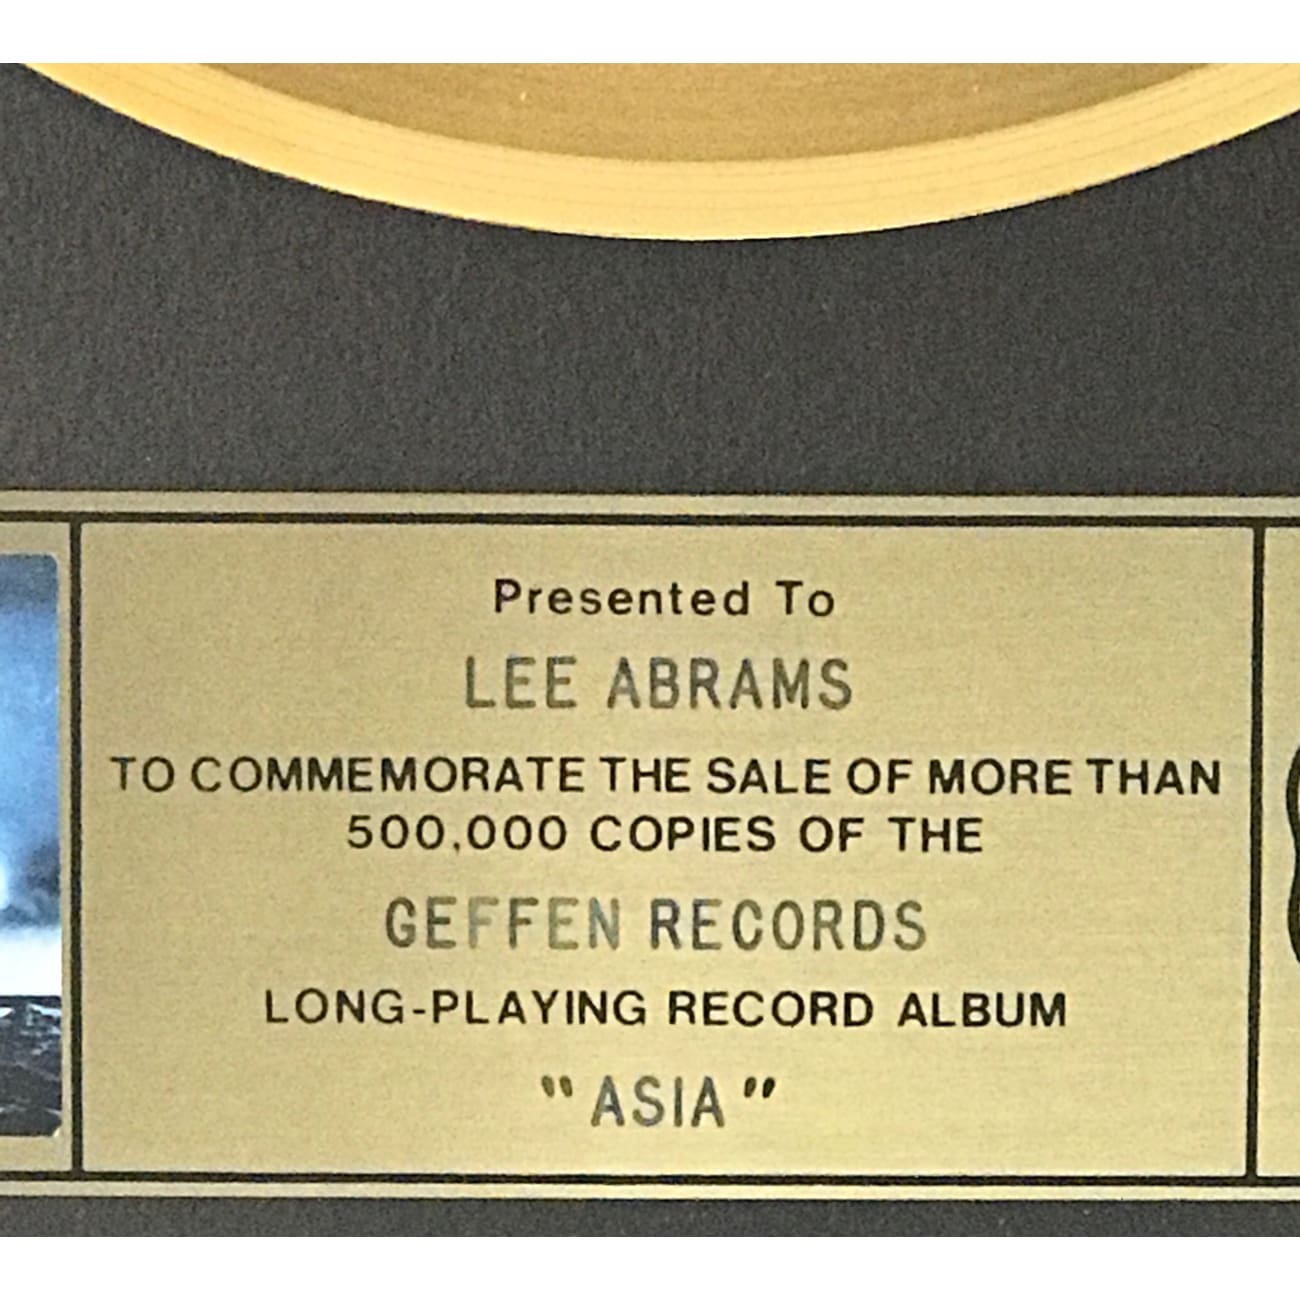 Presented To
LEE ABRAMS
TO COMMEMORATE THE SALE OF MORE THAN
500,000 COPIES OF THE
GEFFEN RECORDS
LONG-PLAYING RECORD ALBUM
"ASIA"